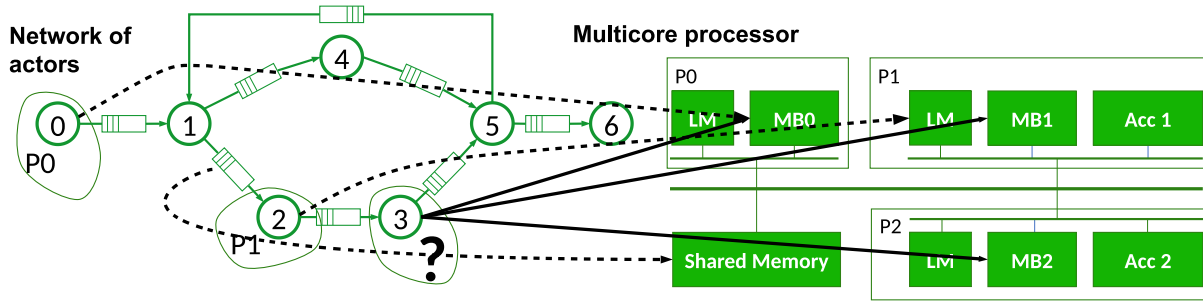 Network of
actors
Multicore processor
0
1
2
3
4
5
6
P0
P1
?
P0
LM
MB0
P1
LM
MB1
Acc 1
Shared Memory
P2
LM
MB2
Acc 2